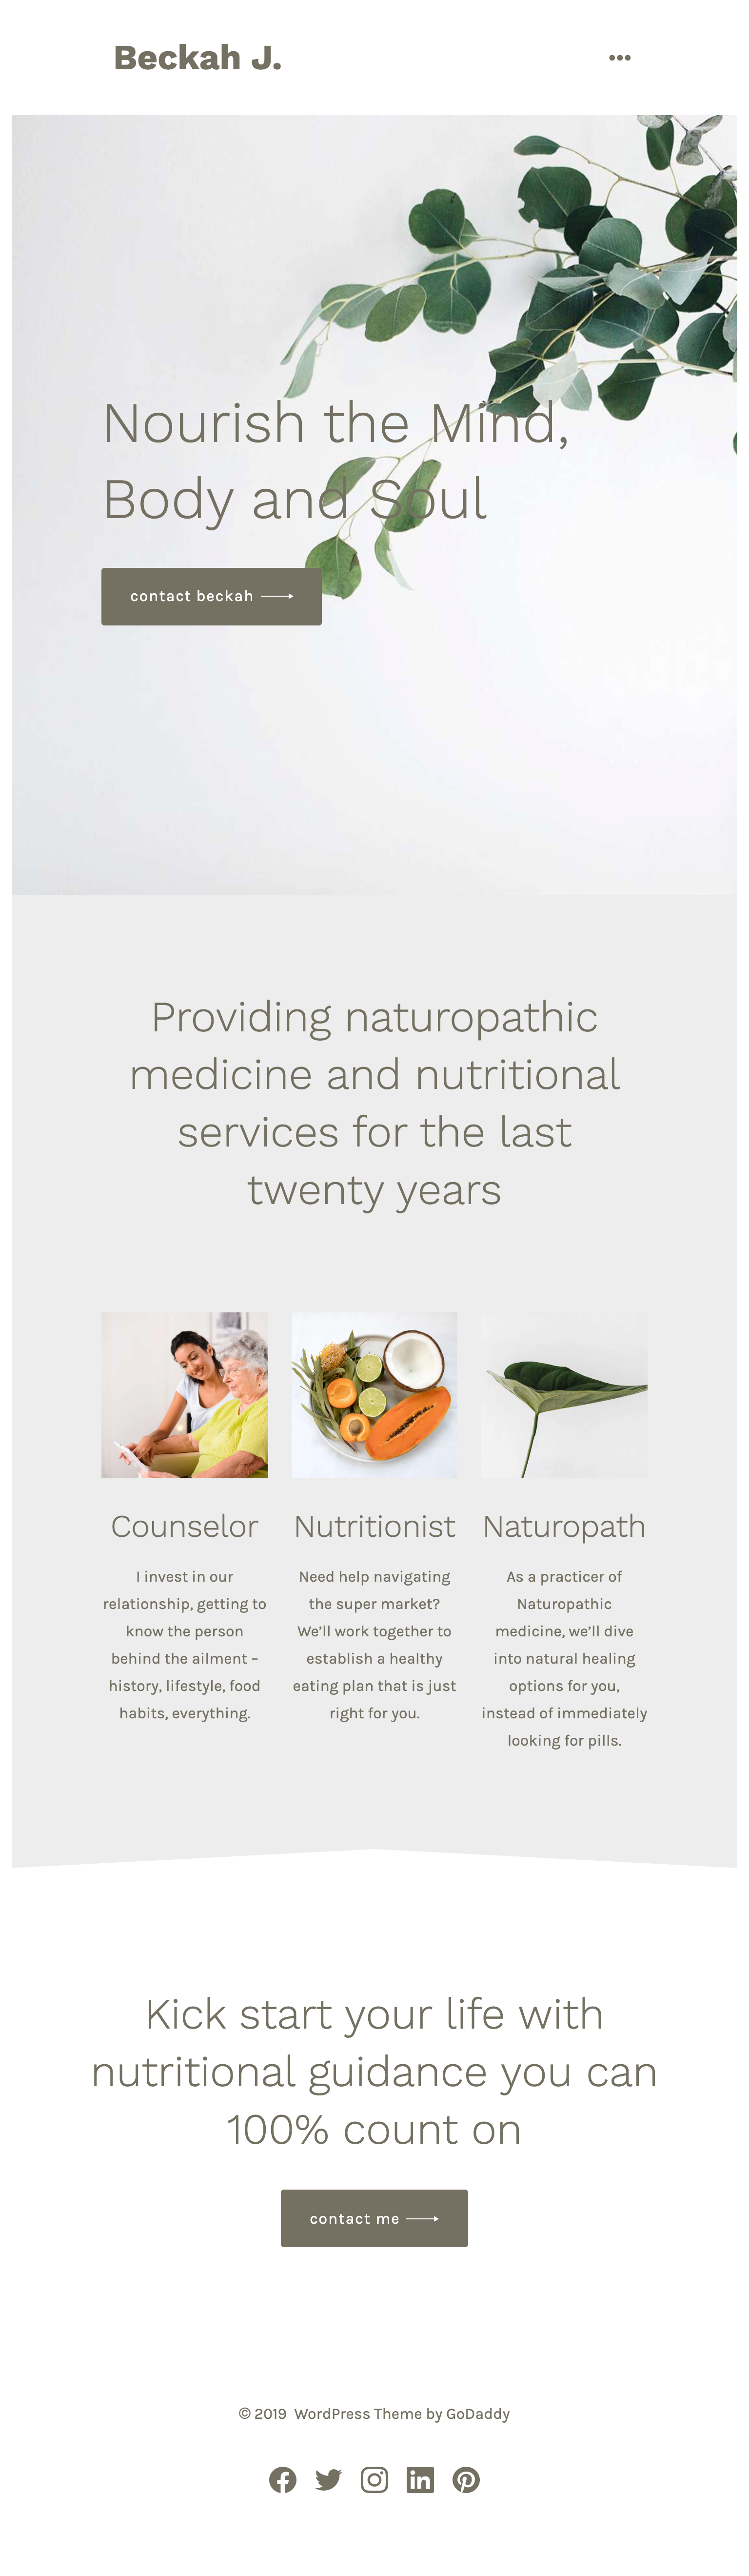 Beckah J.
Nourish the Mind,
Body and Soul
contact beckah
Providing naturopathic
medicine and nutritional
services for the last
twenty years
Counselor
I invest in our
relationship, getting to
know the person
behind the ailment –
history, lifestyle, food
habits, everything.
Nutritionist
Need help navigating
the super market?
We’ll work together to
establish a healthy
eating plan that is just
right for you.
Naturopath
As a practicer of
Naturopathic
medicine, we’ll dive
into natural healing
options for you,
instead of immediately
looking for pills.
Kick start your life with
nutritional guidance you can
100% count on
contact me
© 2019 WordPress Theme by GoDaddy